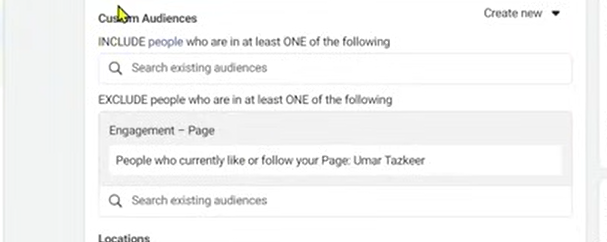 Custom Audiences
Create new
INCLUDE people who are in at least ONE of the following
Search existing audiences
EXCLUDE people who are in at least ONE of the following
Engagement – Page
People who currently like or follow your Page: Umar Tazkeer
Search existing audiences
Locations